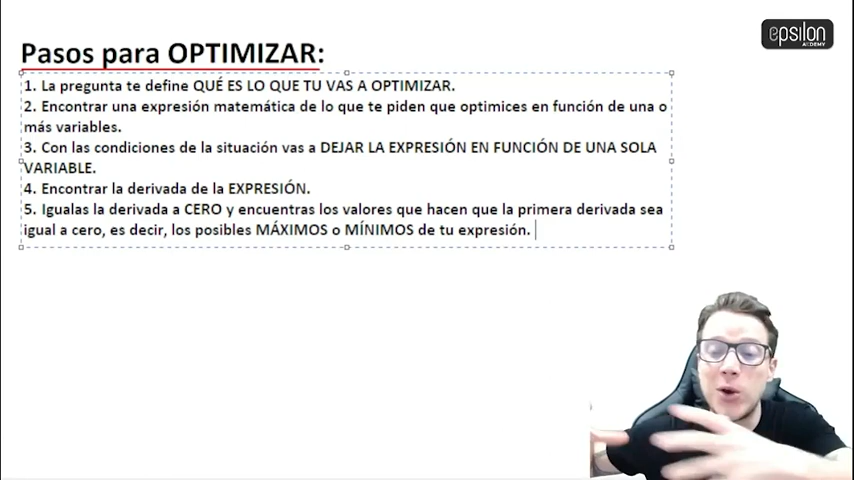 epsilon
ACADEMY
Pasos para OPTIMIZAR:
1. La pregunta te define QUÉ ES LO QUE TU VAS A OPTIMIZAR.
2. Encontrar una expresión matemática de lo que te piden que optimices en función de una o
más variables.
3. Con las condiciones de la situación vas a DEJAR LA EXPRESIÓN EN FUNCIÓN DE UNA SOLA
VARIABLE.
4. Encontrar la derivada de la EXPRESIÓN.
5. Igualas la derivada a CERO y encuentras los valores que hacen que la primera derivada sea
igual a cero, es decir, los posibles MÁXIMOS o MÍNIMOS de tu expresión.